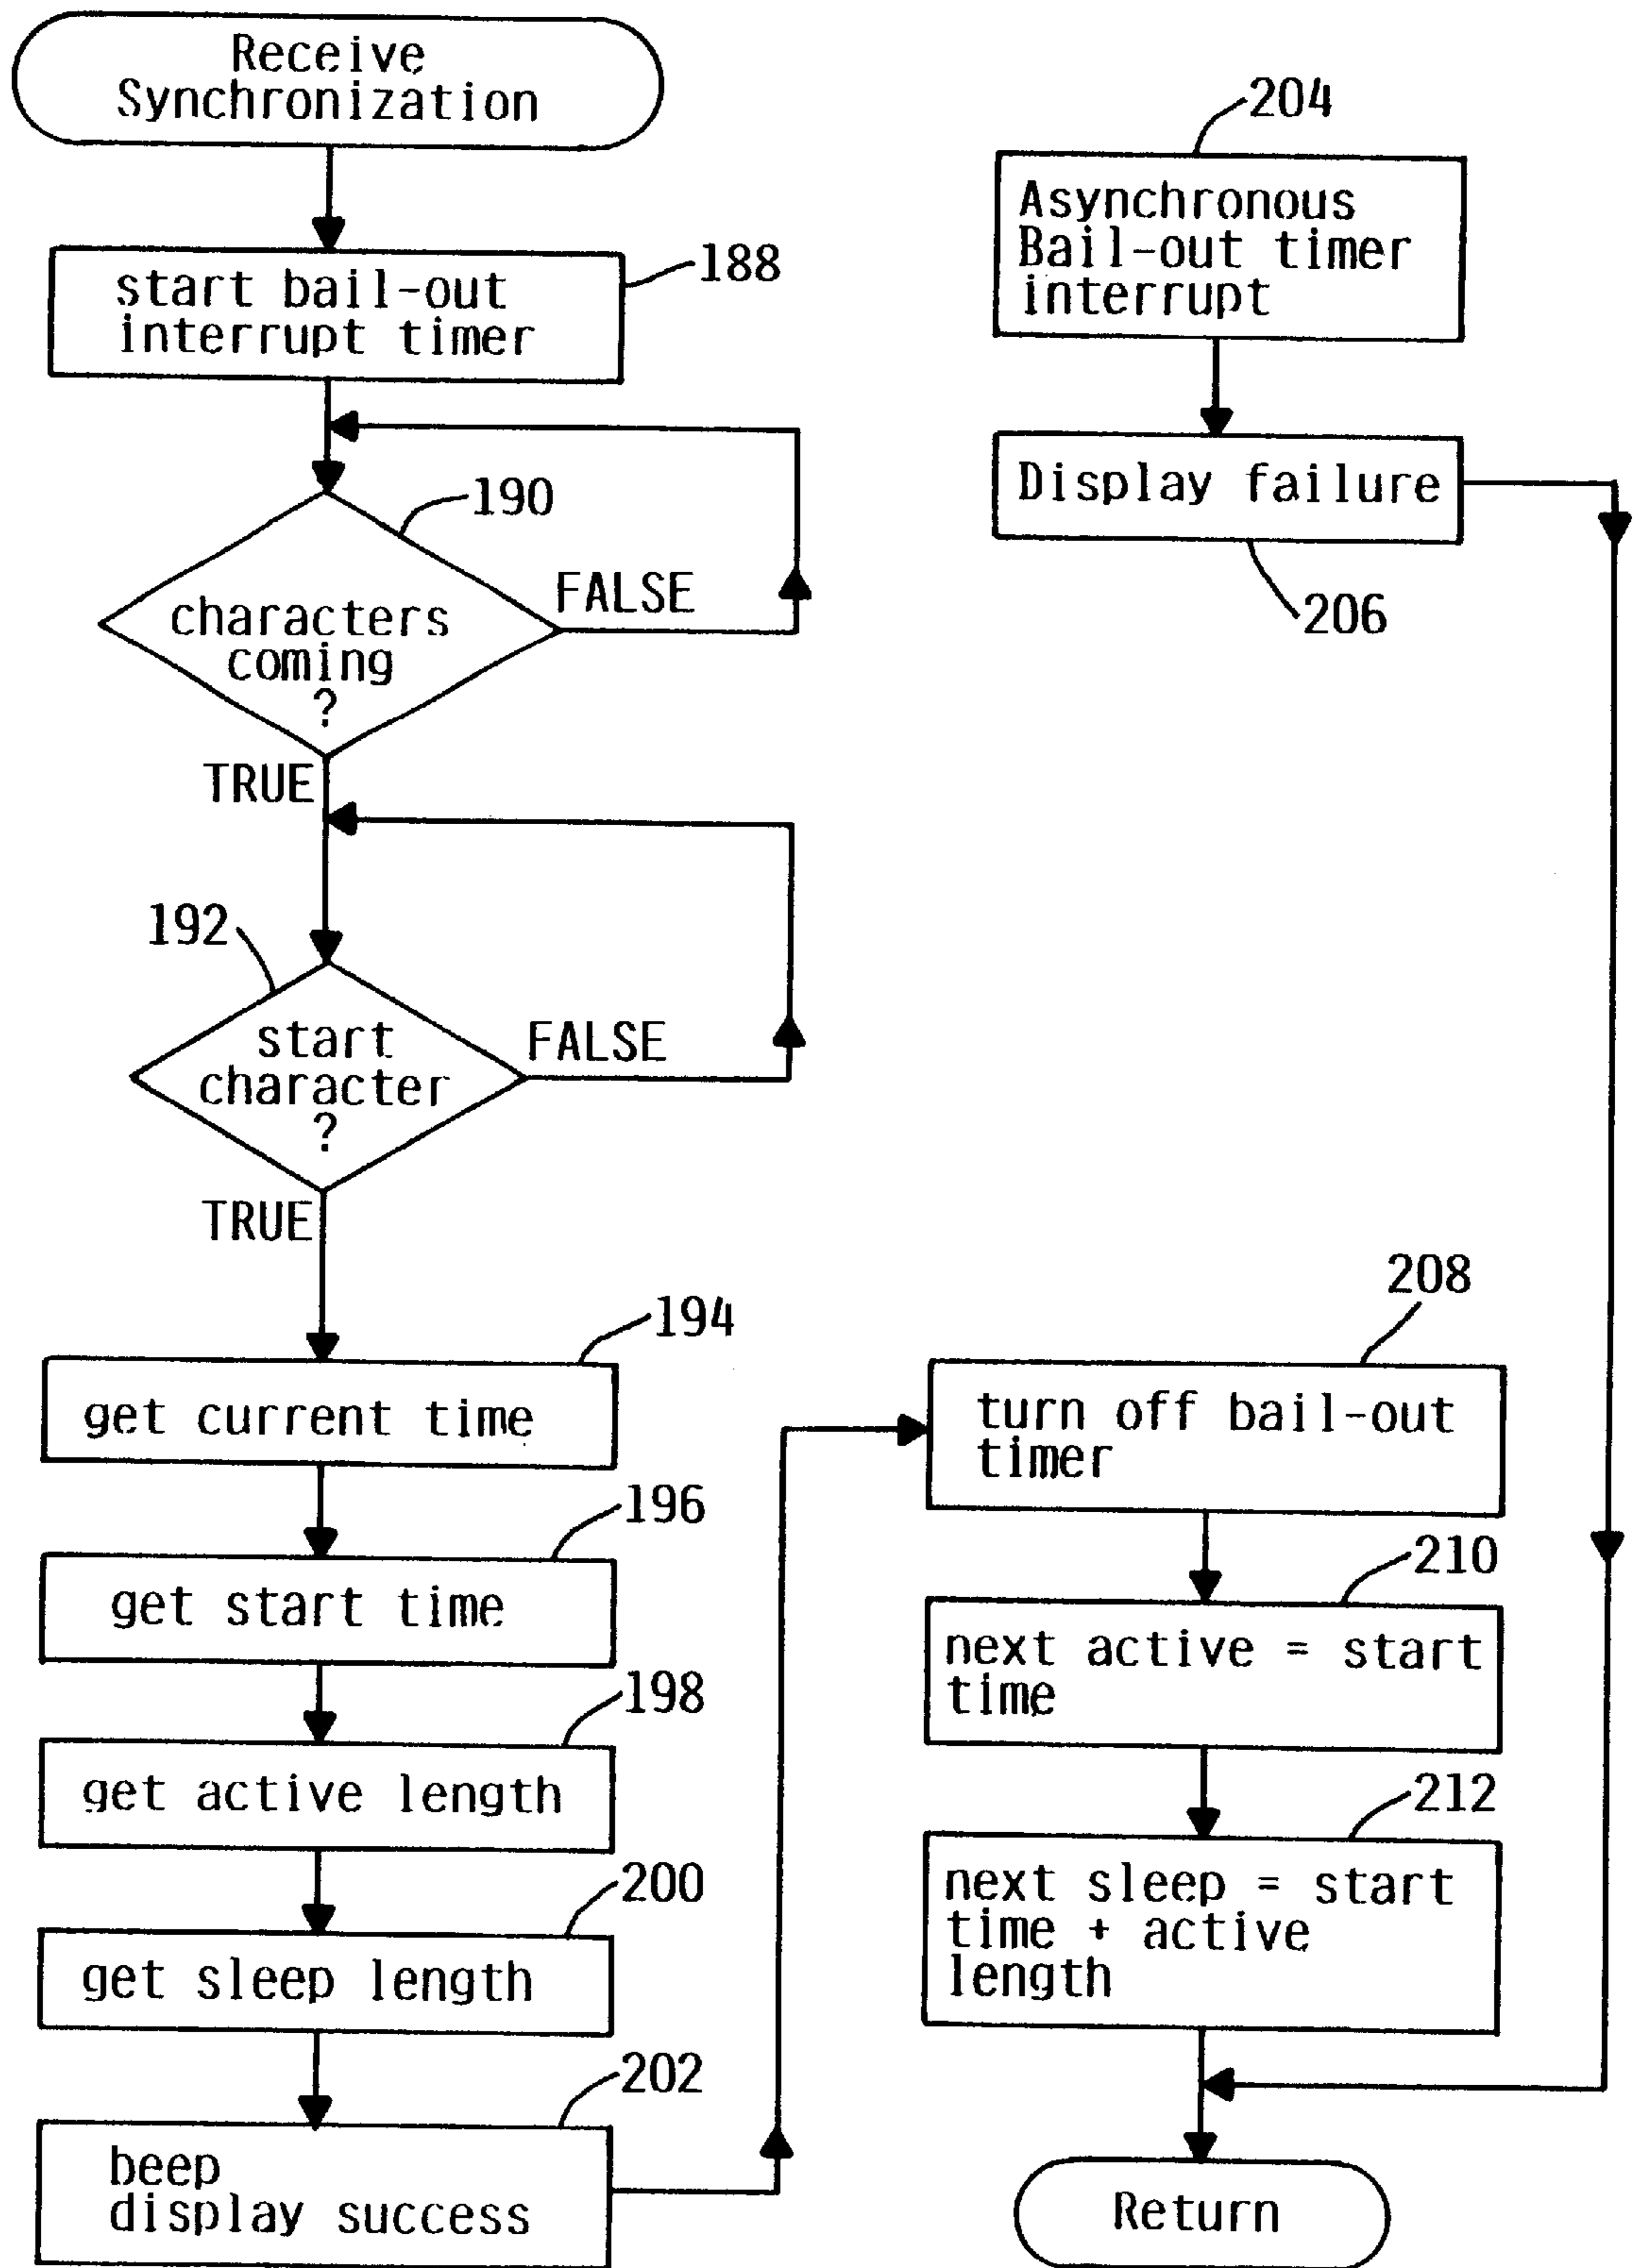 Receive
Synchronization
start bail-out
interrupt timer
188
190
characters
coming
?
FALSE
TRUE
192
start
character
?
FALSE
TRUE
194
get current time
196
get start time
198
get active length
200
get sleep length
202
beep
display success
204
Asynchronous
Bail-out timer
interrupt
Display failure
206
208
turn off bail-out
timer
210
next active = start
time
212
next sleep = start
time + active
length
Return